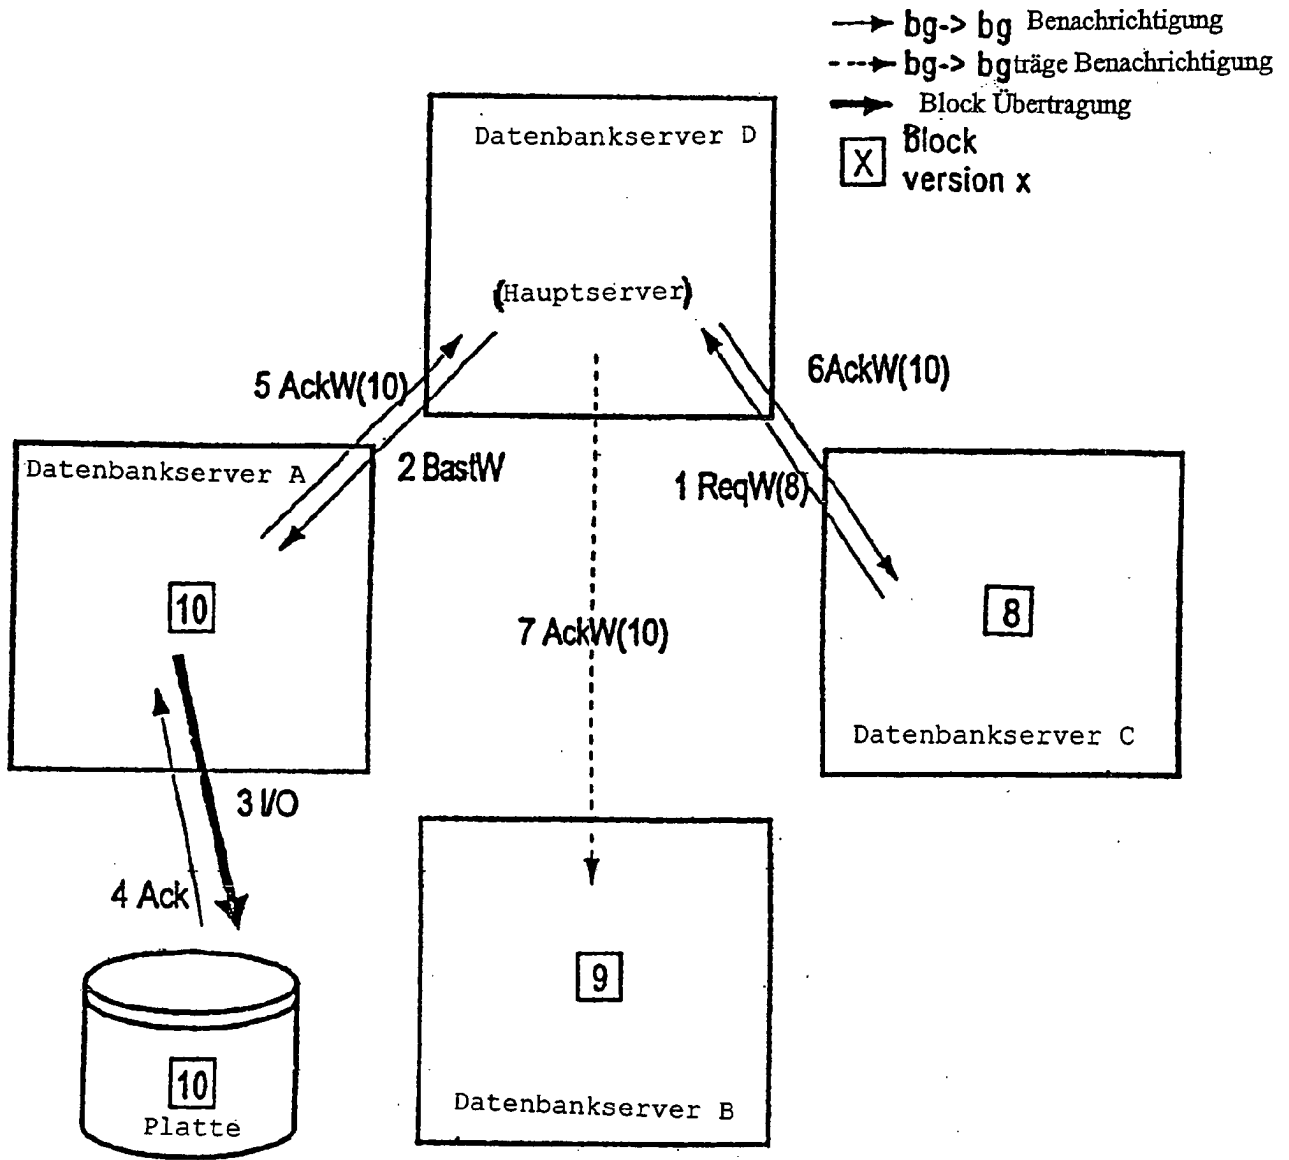 bg-> bg Benachrichtigung
bg-> bg träge Benachrichtigung
Block Übertragung
X Block
version x
Datenbankserver D
(Hauptserver)
5 AckW(10)
6AckW(10)
2 BastW
1 ReqW(8)
Datenbankserver A
10
8
7 AckW(10)
Datenbankserver C
3 I/O
4 Ack
9
10
Platte
Datenbankserver B